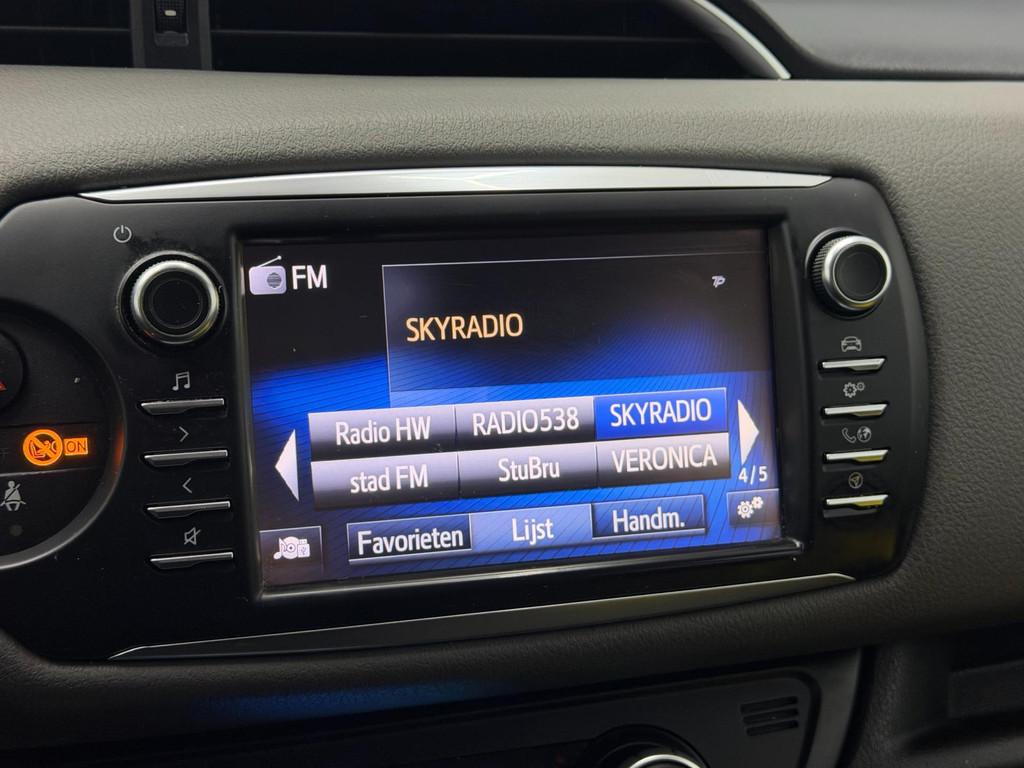 FM
TP
SKYRADIO
Radio HW RADIO538 SKYRADIO
stad FM StuBru VERONICA
4/5
Favorieten Lijst Handm.
ON